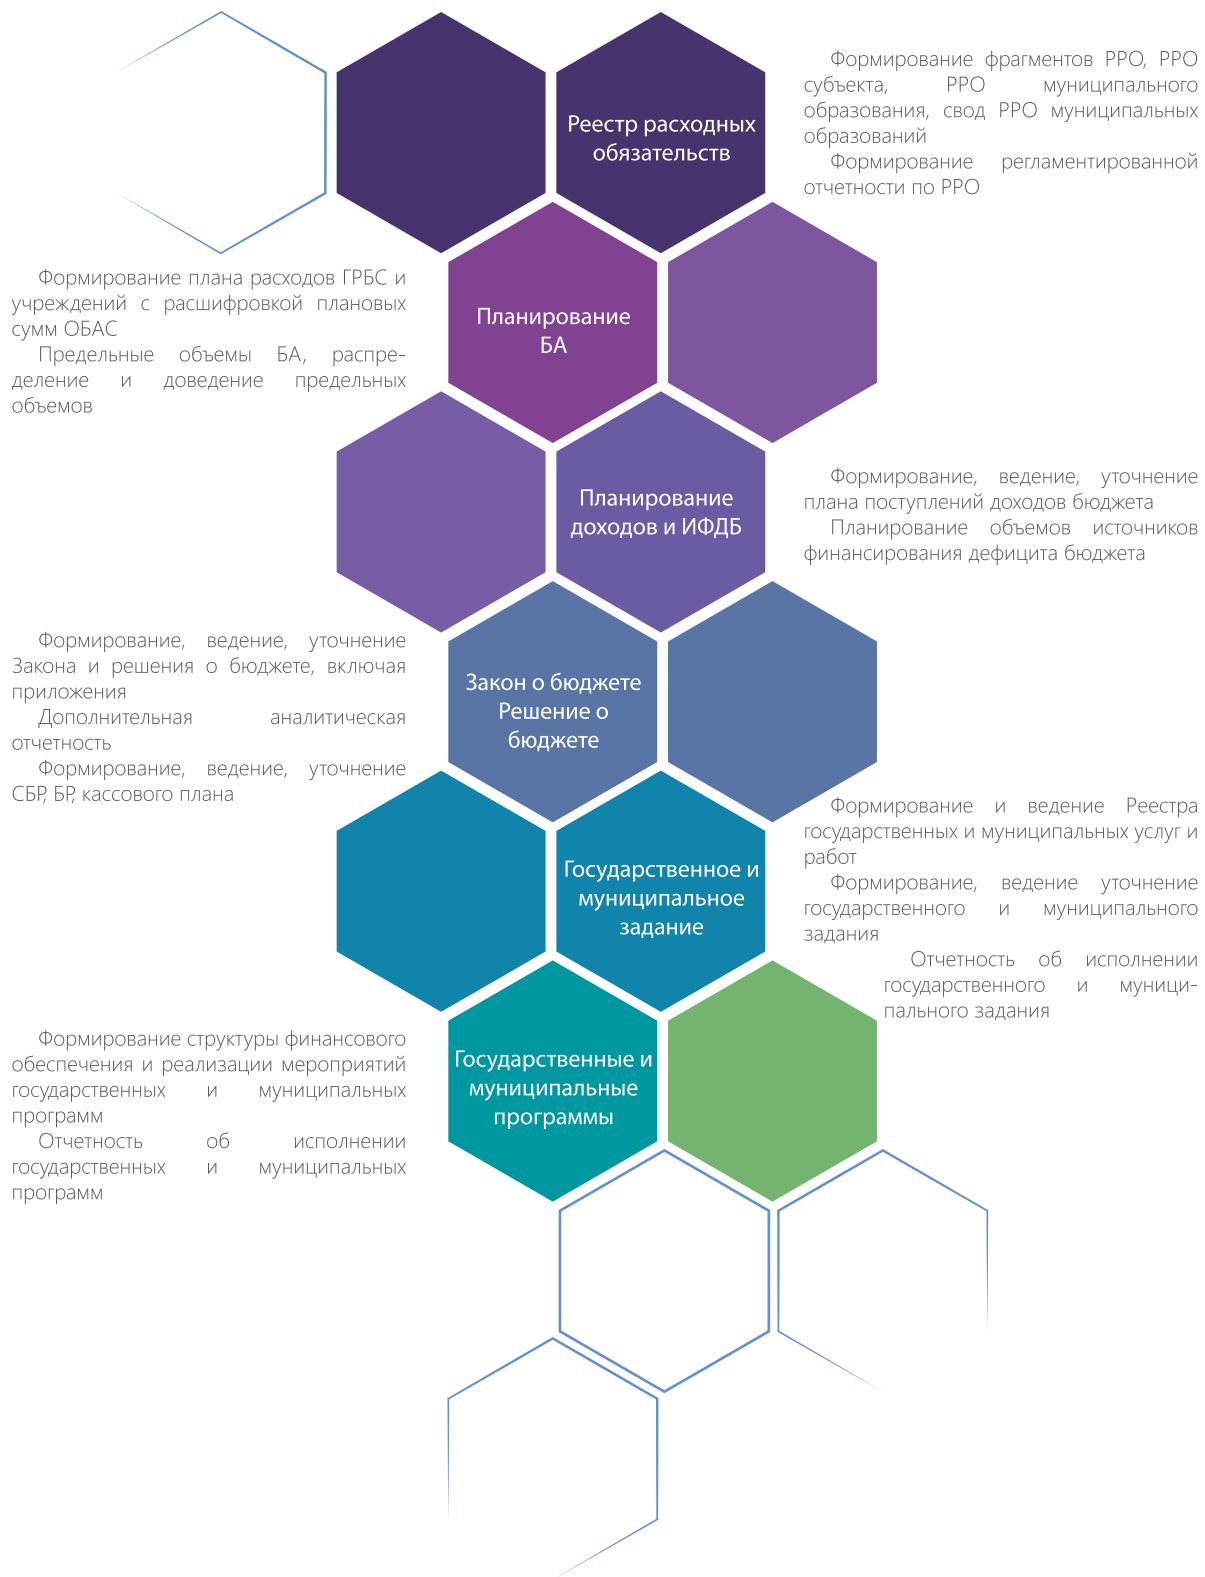 Реестр расходных
обязательств
Формирование фрагментов РРО, РРО
субъекта, РРО муниципального
образования, свод РРО муниципальных
образований
Формирование регламентированной
отчетности по РРО
Планирование
БА
Формирование плана расходов ГРБС и
учреждений с расшифровкой плановых
сумм ОБАС
Предельные объемы БА, распре-
деление и доведение предельных
объемов
Планирование
доходов и ИФДБ
Формирование, ведение, уточнение
плана поступлений доходов бюджета
Планирование объемов источников
финансирования дефицита бюджета
Закон о бюджете
Решение о
бюджете
Формирование, ведение, уточнение
Закона и решения о бюджете, включая
приложения
Дополнительная аналитическая
отчетность
Формирование, ведение, уточнение
СБР, БР, кассового плана
Государственное и
муниципальное
задание
Формирование и ведение Реестра
государственных и муниципальных услуг и
работ
Формирование, ведение уточнение
государственного и муниципального
задания
Отчетность об исполнении
государственного и муници-
пального задания
Государственные и
муниципальные
программы
Формирование структуры финансового
обеспечения и реализации мероприятий
государственных и муниципальных
программ
Отчетность об исполнении
государственных и муниципальных
программ